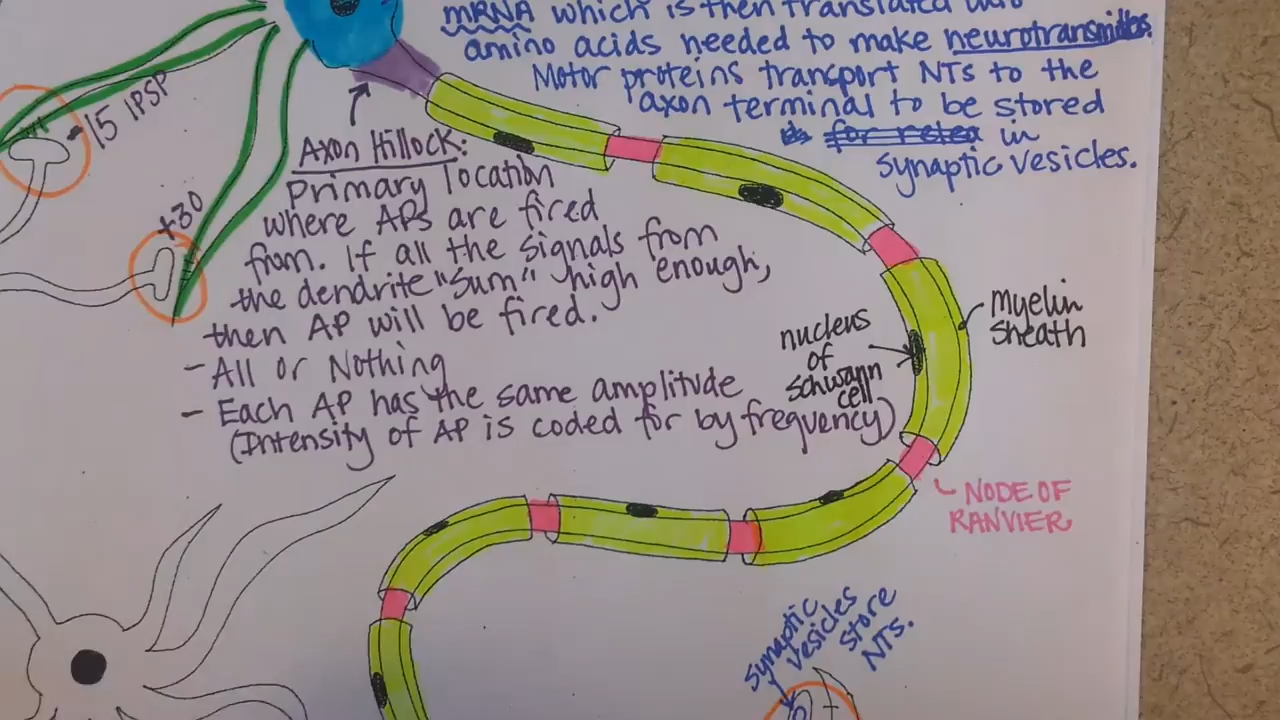 mRNA which is then translated into
amino acids needed to make neurotransmitters.
Motor proteins transport NTs to the
axon terminal to be stored
in
synaptic vesicles.
-15 IPSP
+30
Axon Hillock:
primary location
where APs are fired
from. If all the signals from
the dendrite "sum" high enough,
then AP will be fired.
- All or Nothing
- Each AP has the same amplitude
(Intensity of AP is coded for by frequency)
nucleus
of
schwann
cell
myelin
sheath
NODE OF
RANVIER
synaptic
vesicles
store
NTs.